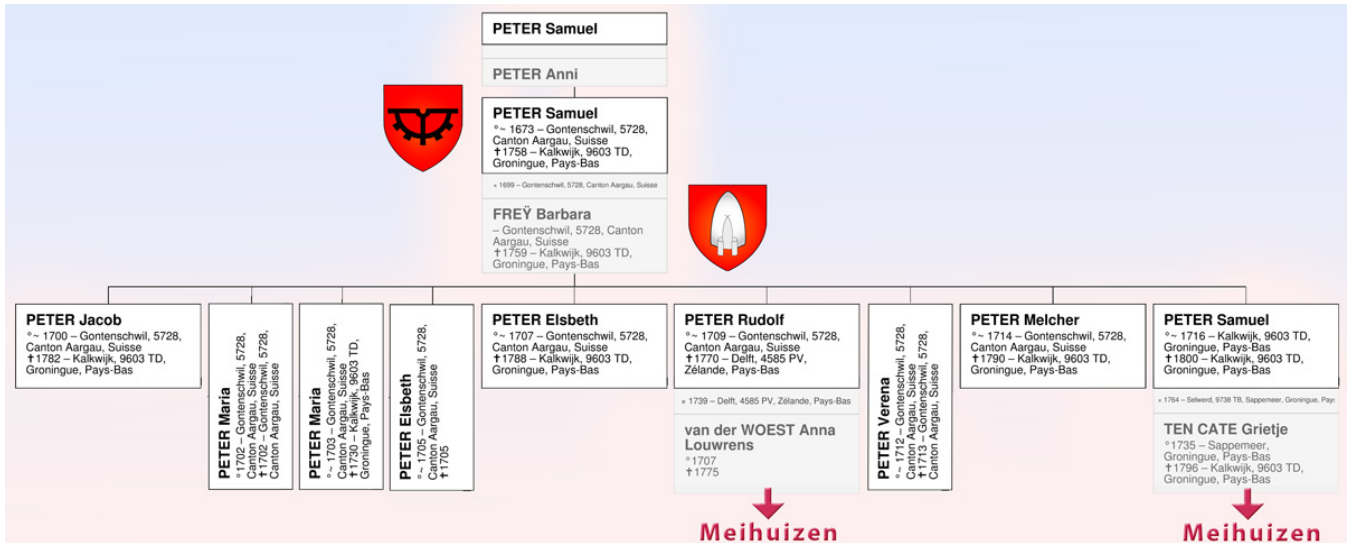 PETER Samuel
PETER Anni
PETER Samuel
°~ 1673 – Gontenschwil, 5728,
Canton Aargau, Suisse
✝1758 – Kalkwijk, 9603 TD,
Groningue, Pays-Bas
× 1699 – Gontenschwil, 5728, Canton Aargau, Suisse
FREŸ Barbara
– Gontenschwil, 5728, Canton
Aargau, Suisse
✝1759 – Kalkwijk, 9603 TD,
Groningue, Pays-Bas
PETER Jacob
°~ 1700 – Gontenschwil, 5728,
Canton Aargau, Suisse
✝1782 – Kalkwijk, 9603 TD,
Groningue, Pays-Bas
PETER Maria
°1702 – Gontenschwil, 5728,
Canton Aargau, Suisse
✝1702 – Gontenschwil, 5728,
Canton Aargau, Suisse
PETER Maria
°~ 1703 – Gontenschwil, 5728,
Canton Aargau, Suisse
✝1730 – Kalkwijk, 9603 TD,
Groningue, Pays-Bas
PETER Elsbeth
°~ 1705 – Gontenschwil, 5728,
Canton Aargau, Suisse
✝1705
PETER Elsbeth
°~ 1707 – Gontenschwil, 5728,
Canton Aargau, Suisse
✝1788 – Kalkwijk, 9603 TD,
Groningue, Pays-Bas
PETER Rudolf
°~ 1709 – Gontenschwil, 5728,
Canton Aargau, Suisse
✝1770 – Delft, 4585 PV,
Zélande, Pays-Bas
× 1739 – Delft, 4585 PV, Zélande, Pays-Bas
van der WOEST Anna
Louwrens
°1707
✝1775
Meihuizen
PETER Verena
°~ 1712 – Gontenschwil, 5728,
Canton Aargau, Suisse
✝1713 – Gontenschwil, 5728,
Canton Aargau, Suisse
PETER Melcher
°~ 1714 – Gontenschwil, 5728,
Canton Aargau, Suisse
✝1790 – Kalkwijk, 9603 TD,
Groningue, Pays-Bas
PETER Samuel
°~ 1716 – Kalkwijk, 9603 TD,
Groningue, Pays-Bas
✝1800 – Kalkwijk, 9603 TD,
Groningue, Pays-Bas
× 1764 – Selwerd, 9738 TB, Sappemeer, Groningue, Pays
TEN CATE Grietje
°1735 – Sappemeer,
Groningue, Pays-Bas
✝1796 – Kalkwijk, 9603 TD,
Groningue, Pays-Bas
Meihuizen